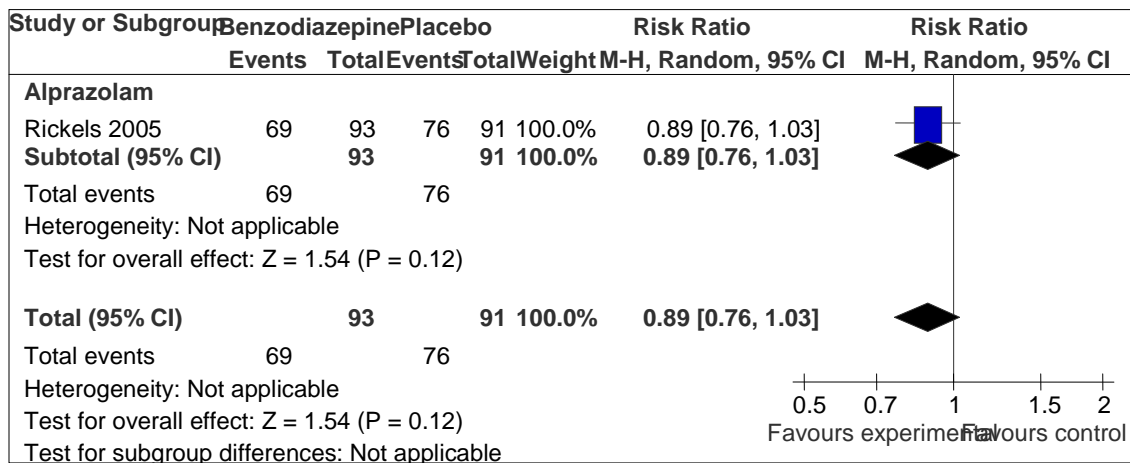 Study or Subgroup Benzodiazepine Placebo Risk Ratio Risk Ratio
Events Total Events Total Weight M-H, Random, 95% CI M-H, Random, 95% CI
Alprazolam
Rickels 2005 69 93 76 91 100.0% 0.89 [0.76, 1.03]
Subtotal (95% CI) 93 91 100.0% 0.89 [0.76, 1.03]
Total events 69 76
Heterogeneity: Not applicable
Test for overall effect: Z = 1.54 (P = 0.12)
Total (95% CI) 93 91 100.0% 0.89 [0.76, 1.03]
Total events 69 76
Heterogeneity: Not applicable
Test for overall effect: Z = 1.54 (P = 0.12)
Test for subgroup differences: Not applicable
0.5 0.7 1 1.5 2
Favours experimental Favours control